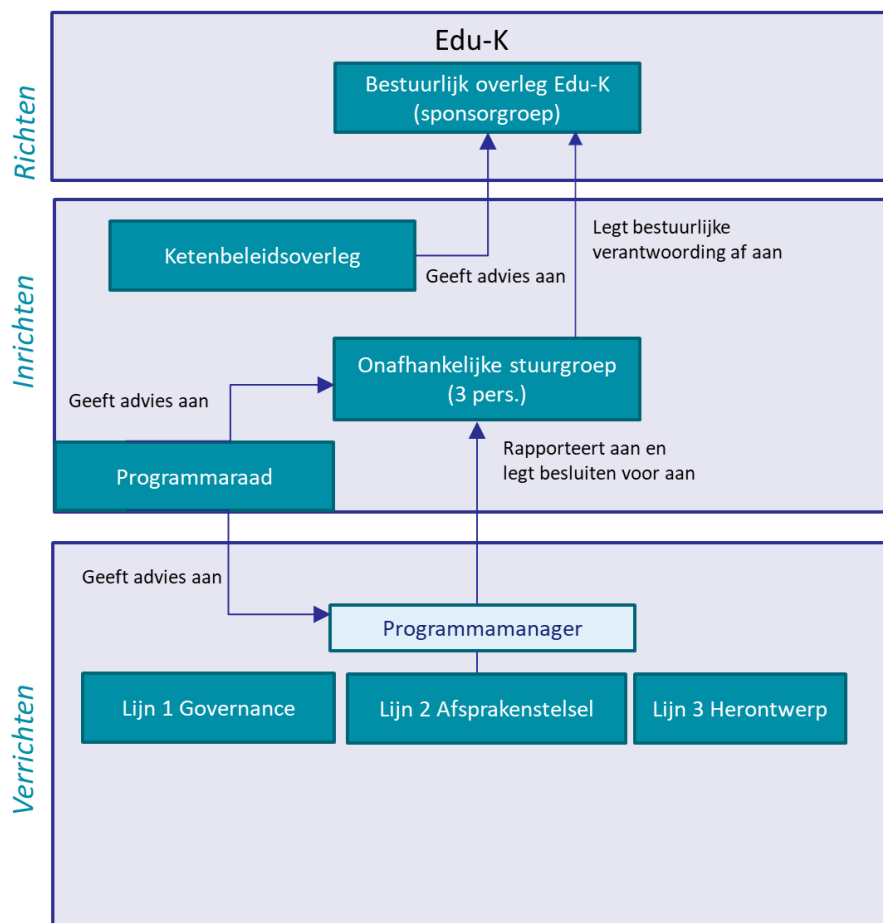 Edu-K
Richten
Bestuurlijk overleg Edu-K
(sponsorgroep)
Inrichten
Ketenbeleidsoverleg
Geeft advies aan
Legt bestuurlijke
verantwoording af aan
Onafhankelijke stuurgroep
(3 pers.)
Geeft advies aan
Programmaraad
Rapporteert aan en
legt besluiten voor aan
Verrichten
Geeft advies aan
Programmamanager
Lijn 1 Governance
Lijn 2 Afsprakenstelsel
Lijn 3 Herontwerp